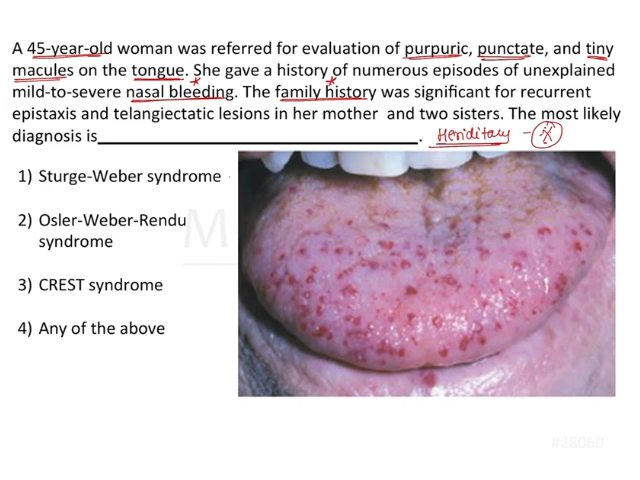 A 45-year-old woman was referred for evaluation of purpuric, punctate, and tiny
macules on the tongue. She gave a history of numerous episodes of unexplained
mild-to-severe nasal bleeding. The family history was significant for recurrent
epistaxis and telangiectatic lesions in her mother and two sisters. The most likely
diagnosis is______________________. Heriditary -
1) Sturge-Weber syndrome
2) Osler-Weber-Rendu
syndrome
3) CREST syndrome
4) Any of the above
#28060